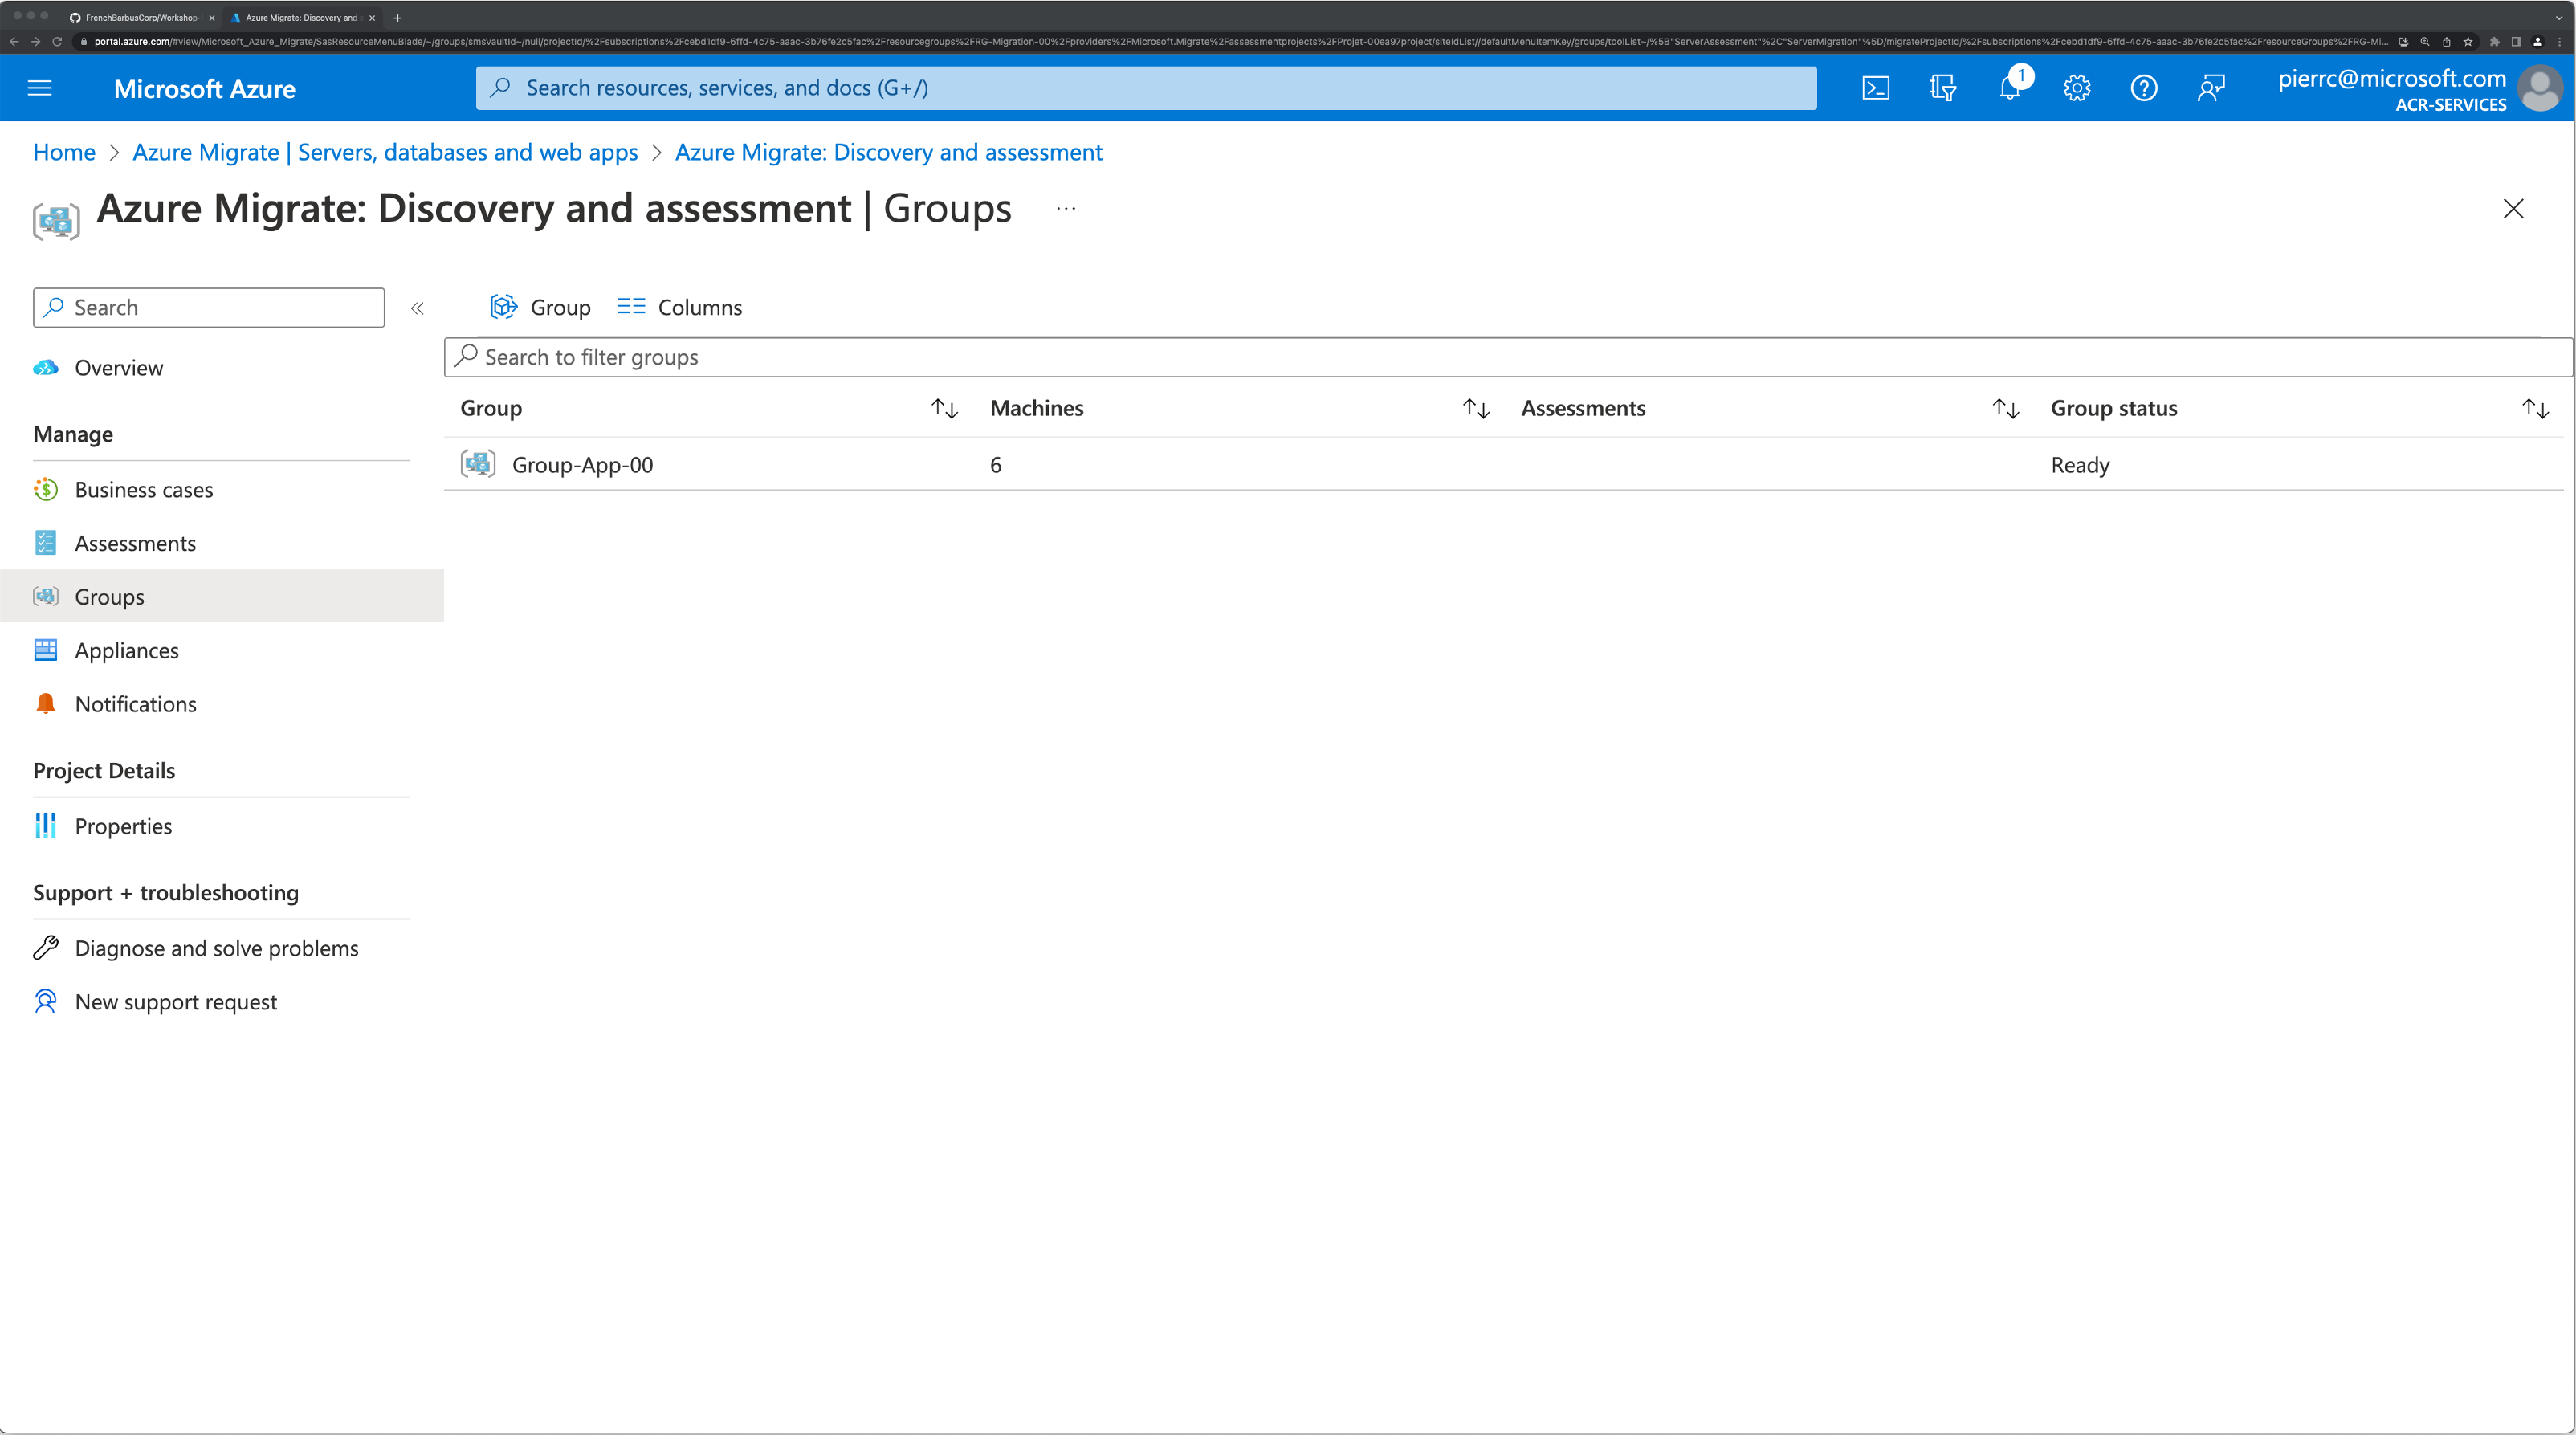 FrenchBarbusCorp/Workshop-
Azure Migrate: Discovery and a
portal.azure.com/#view/Microsoft_Azure_Migrate/SasResourceMenuBlade/~/groups/smsVaultId~/null/projectId/%2Fsubscriptions%2Fcebd1df9-6ffd-4c75-aaac-3b76fe2c5fac%2Fresourcegroups%2FRG-Migration-00%2Fproviders%2FMicrosoft.Migrate%2Fassessmentprojects%2FProjet-00ea97project/siteIdList//defaultMenuItemKey/groups/toolList~/%5B"ServerAssessment"%2C"ServerMigration"%5D/migrateProjectId/%2Fsubscriptions%2Fcebd1df9-6ffd-4c75-aaac-3b76fe2c5fac%2FresourceGroups%2FRG-Mi...
Microsoft Azure
Search resources, services, and docs (G+/)
1
pierrc@microsoft.com
ACR-SERVICES
Home > Azure Migrate | Servers, databases and web apps > Azure Migrate: Discovery and assessment
Azure Migrate: Discovery and assessment | Groups ...
Search
Overview
Manage
Business cases
Assessments
Groups
Appliances
Notifications
Project Details
Properties
Support + troubleshooting
Diagnose and solve problems
New support request
Group Columns
Search to filter groups
Group Machines Assessments Group status
Group-App-00 6 Ready